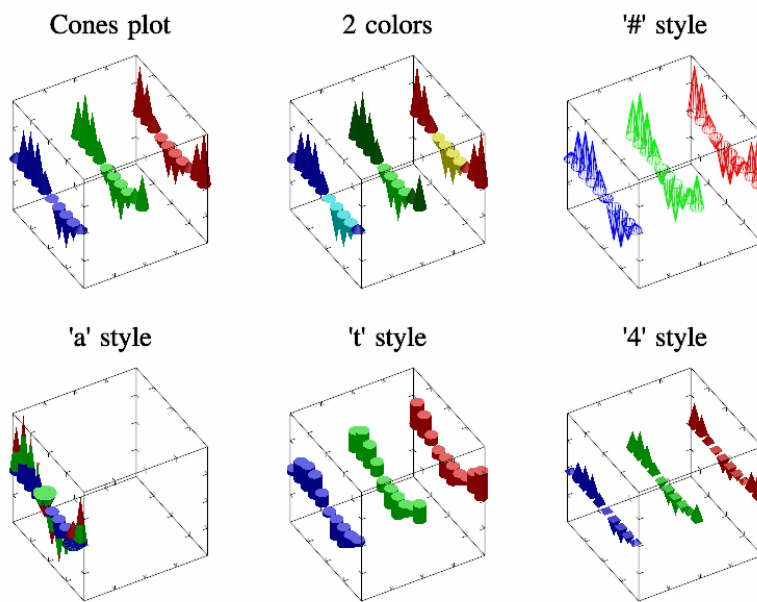 Cones plot
2 colors
'#' style
'a' style
't' style
'4' style